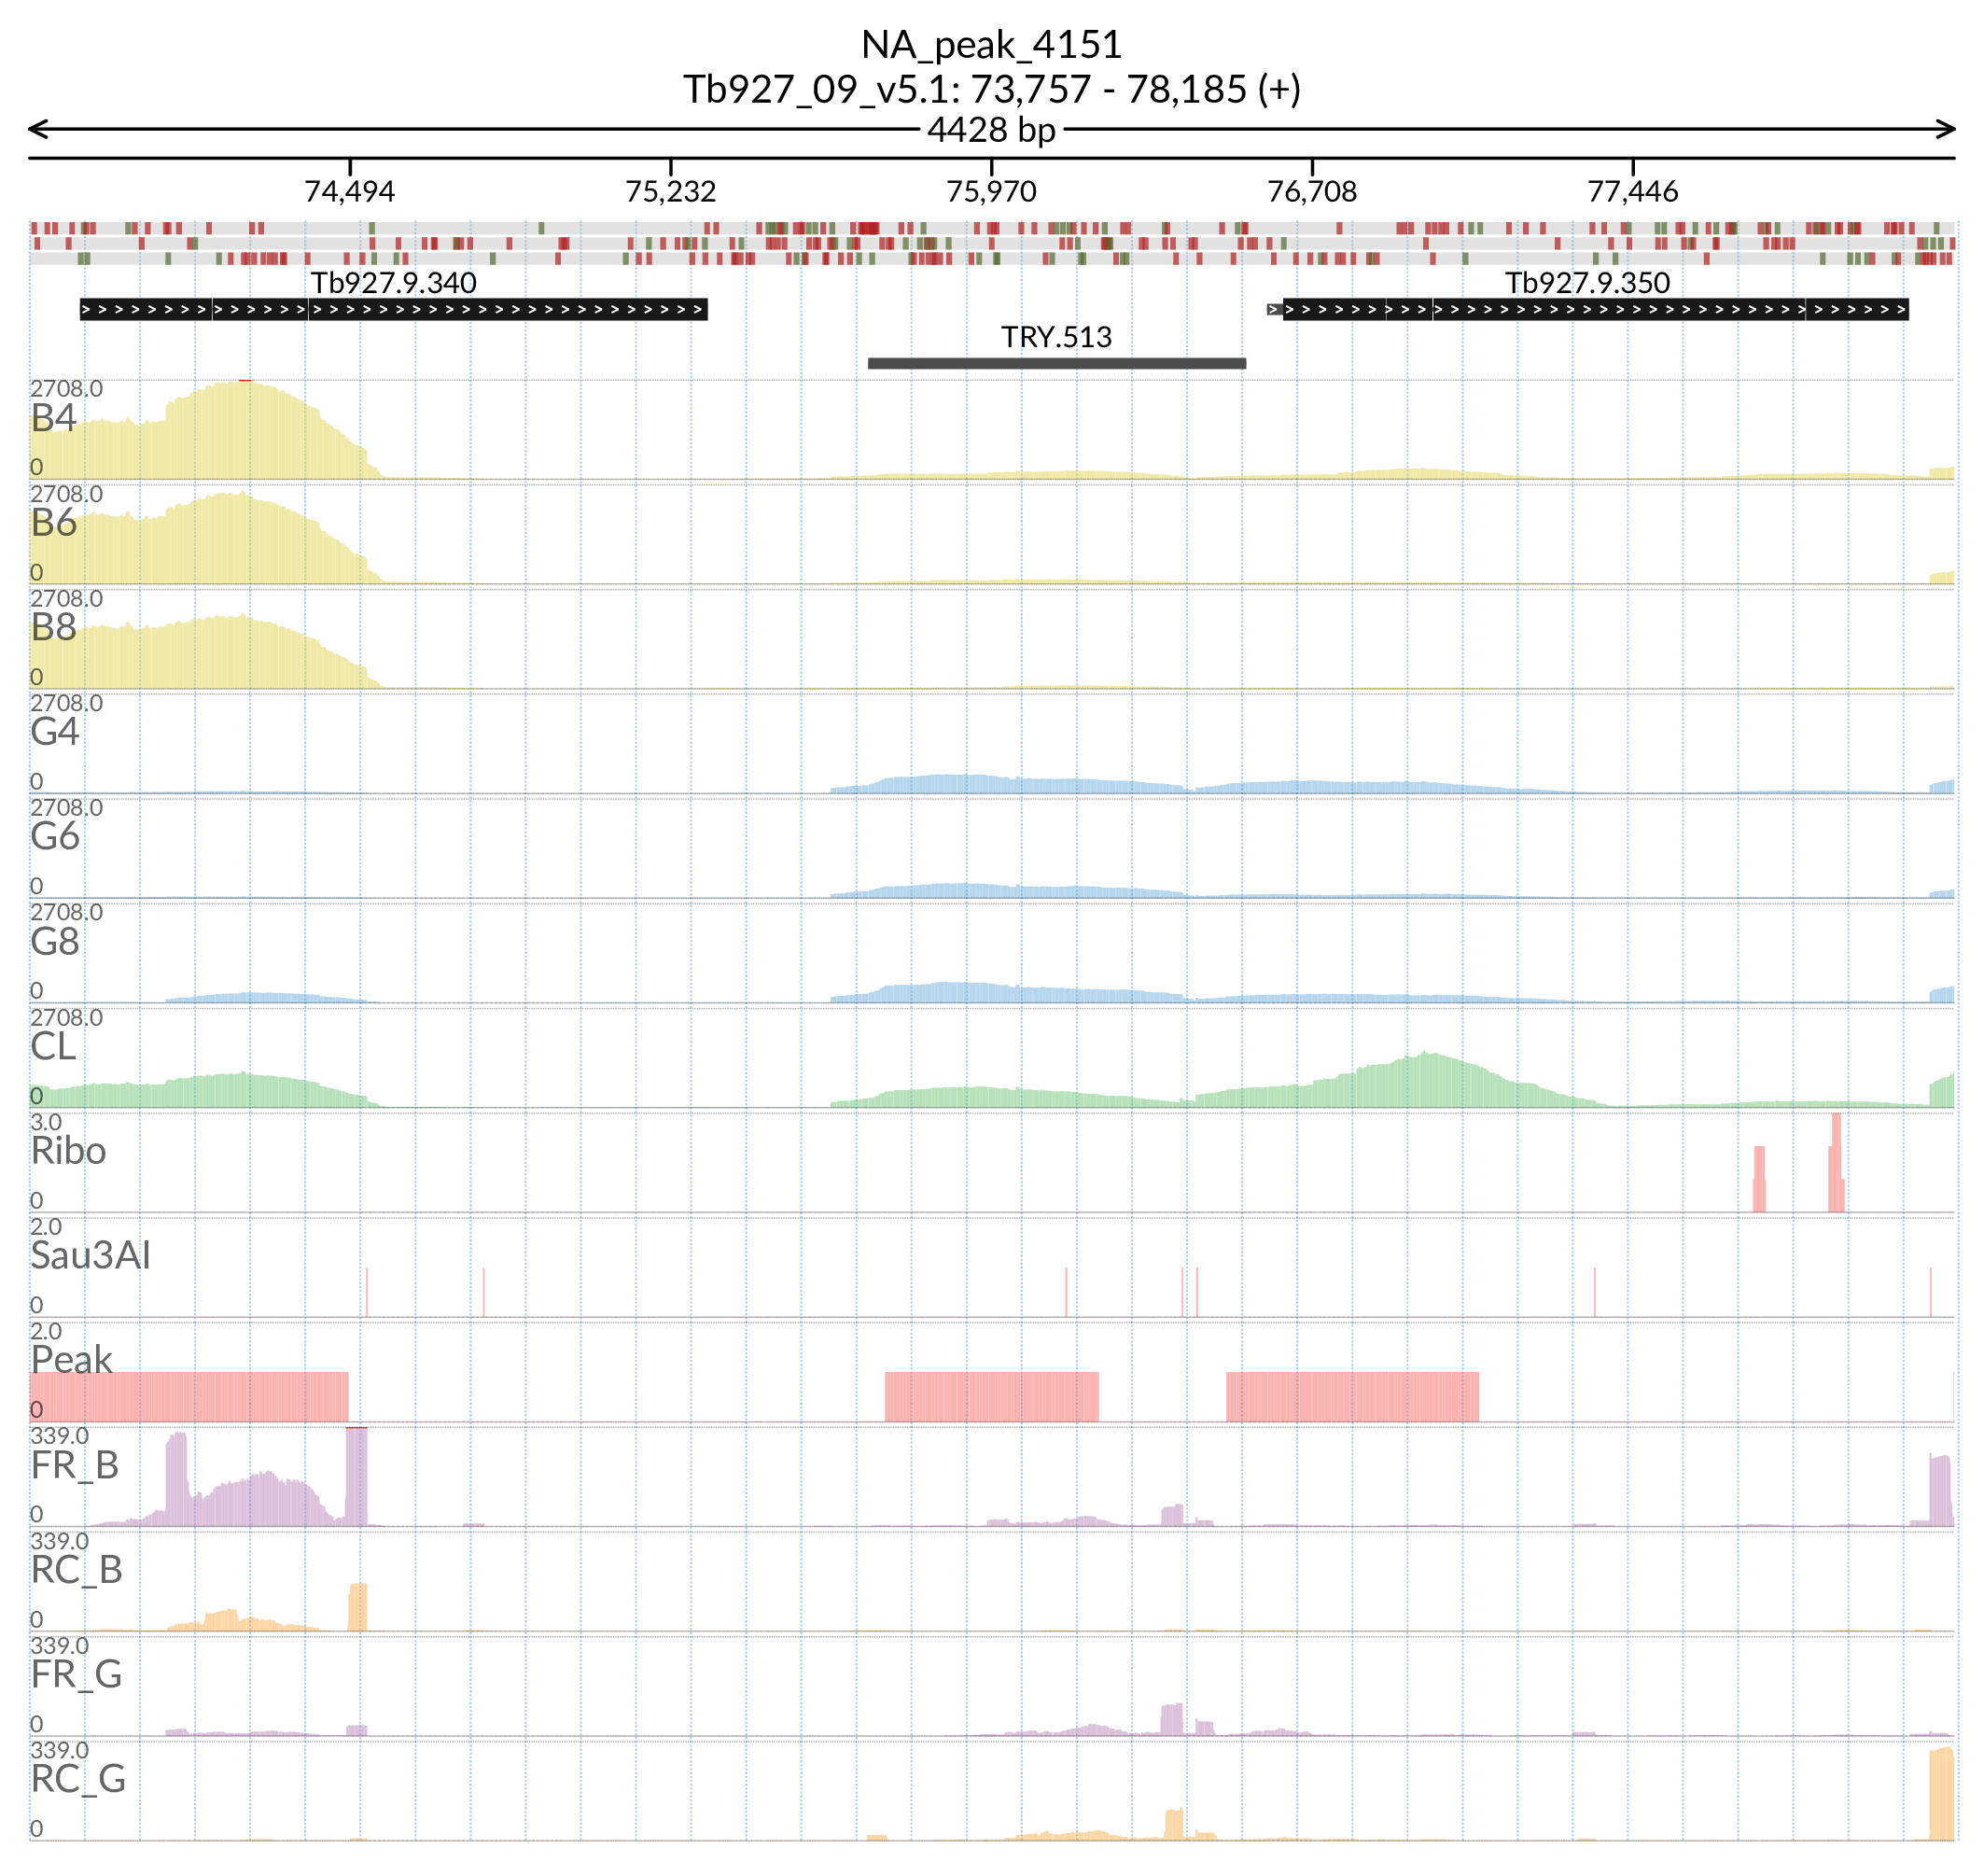 NA_peak_4151
Tb927_09_v5.1: 73,757 - 78,185 (+)
4428 bp
74,494 75,232 75,970 76,708 77,446
Tb927.9.340 Tb927.9.350
TRY.513
2708.0
B4
0
2708.0
B6
0
2708.0
B8
0
2708.0
G4
0
2708.0
G6
0
2708.0
G8
0
2708.0
CL
0
3.0
Ribo
0
2.0
Sau3AI
0
2.0
Peak
0
339.0
FR_B
0
339.0
RC_B
0
339.0
FR_G
0
339.0
RC_G
0